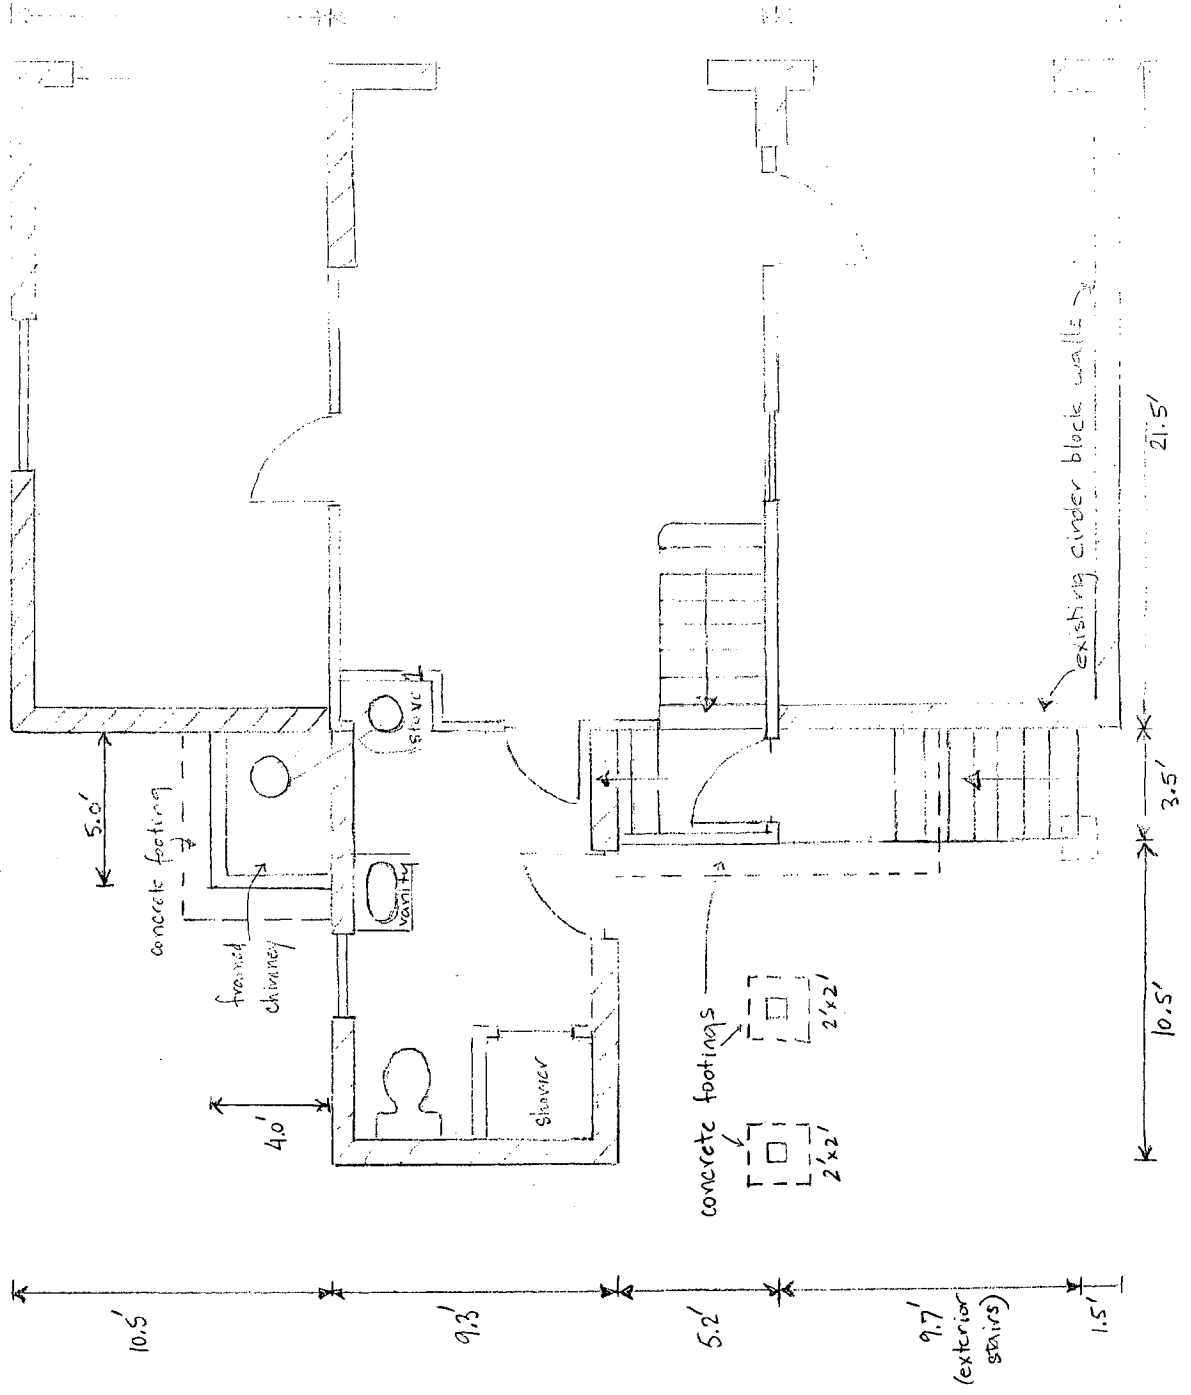 10.5'
9.3'
5.2'
9.7'
(exterior
stairs)
1.5'
4.0'
5.0'
concrete footing
framed
chimney
stove
vanity
shower
concrete footings
2'x2'
2'x2'
existing cinder block walls
10.5'
3.5'
21.5'